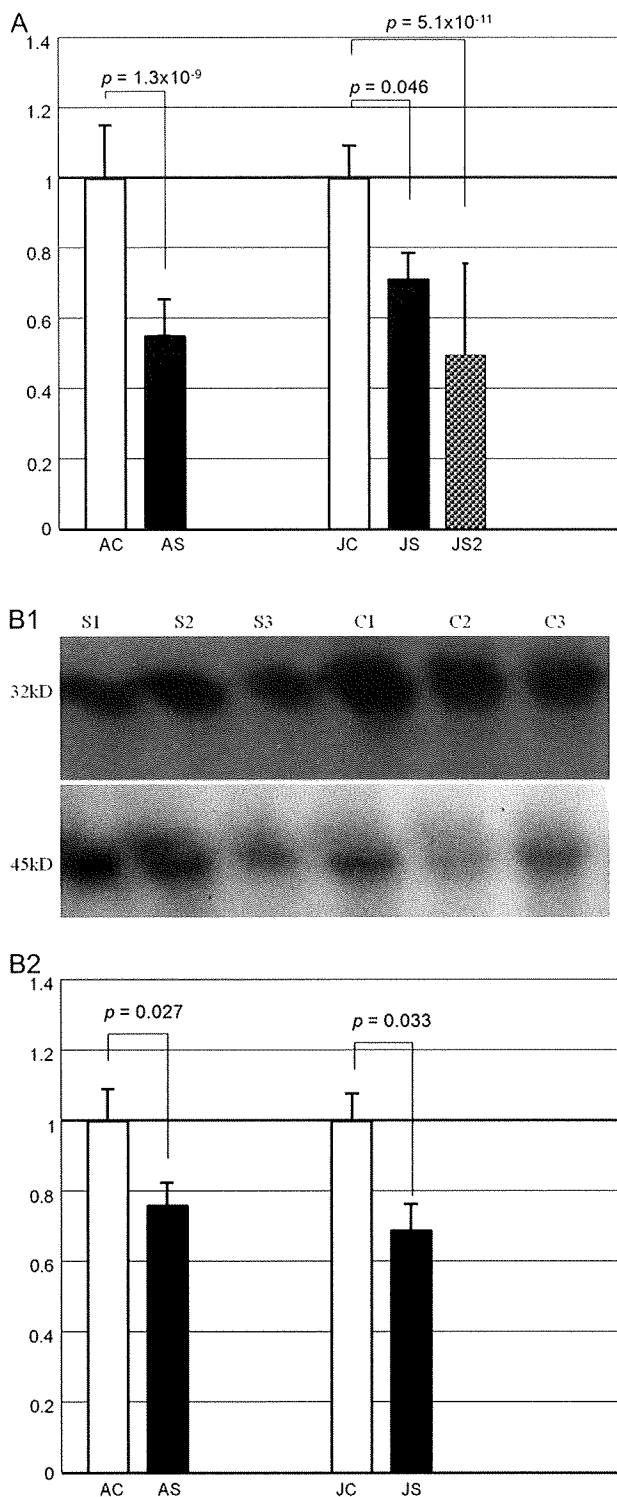 A
1.4
p = 5.1x10-11
p = 1.3x10-9
p = 0.046
1.2
1
0.8
0.6
0.4
0.2
0
AC AS JC JS JS2
B1
S1 S2 S3 C1 C2 C3
32kD
45kD
B2
1.4
p = 0.027
p = 0.033
1.2
1
0.8
0.6
0.4
0.2
0
AC AS JC JS